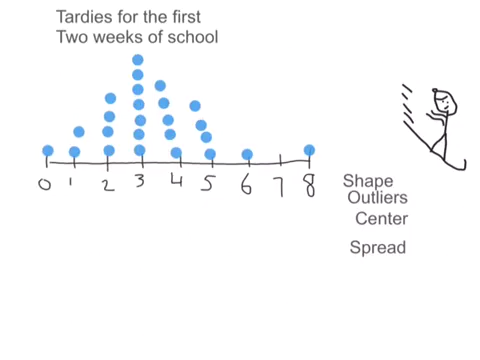 Tardies for the first
Two weeks of school
0 1 2 3 4 5 6 7 8
Shape
Outliers
Center
Spread